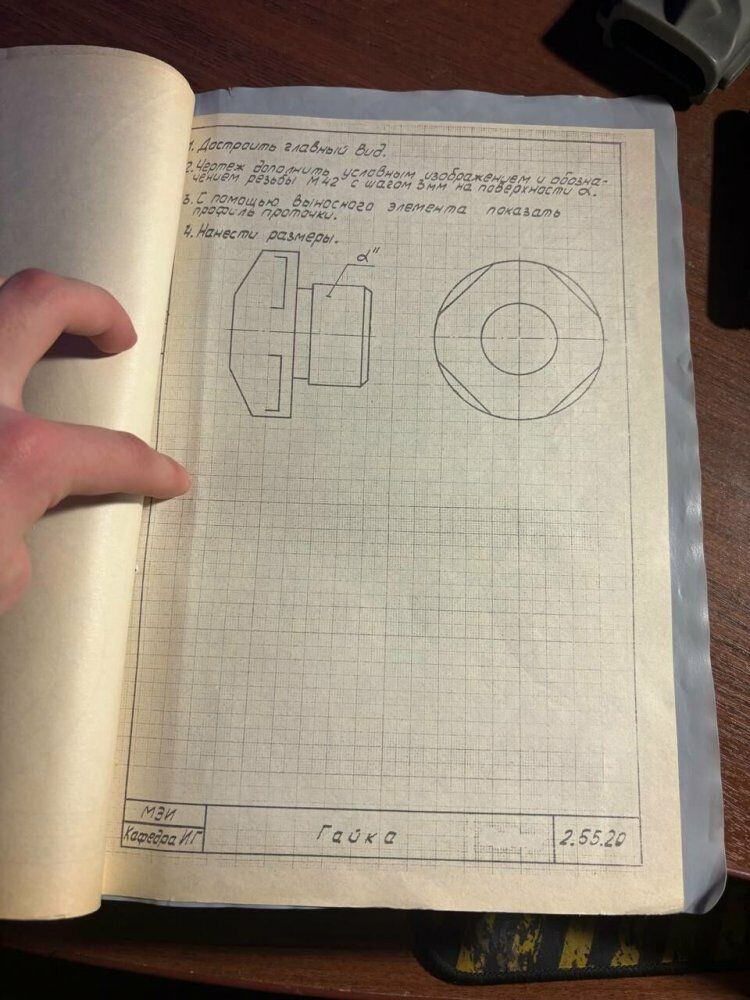 1. Достроить главный вид.
2. Чертеж дополнить условным изображением и обозна-
чением резьбы М42 с шагом 3мм на поверхности α.
3. С помощью выносного элемента показать
профиль проточки.
4. Нанести размеры.
α"
МЭИ
Кафедра ИГ
Гайка
2.55.20